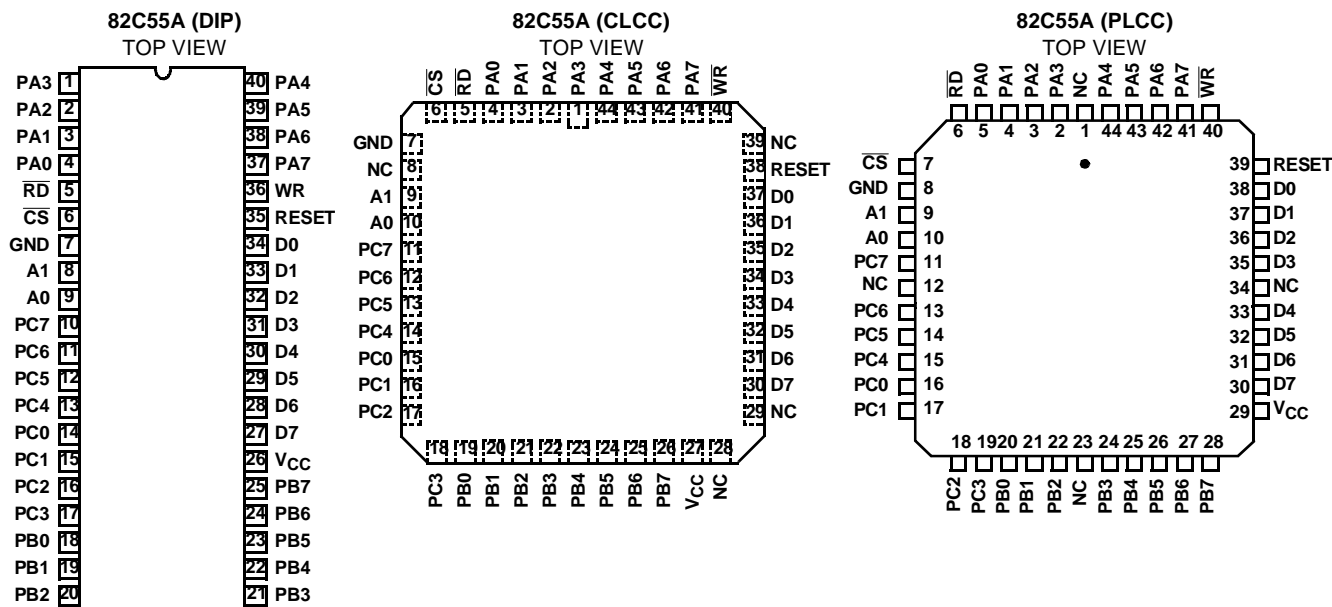 82C55A (DIP)
TOP VIEW
PA3 1 40 PA4
PA2 2 39 PA5
PA1 3 38 PA6
PA0 4 37 PA7
RD 5 36 WR
CS 6 35 RESET
GND 7 34 D0
A1 8 33 D1
A0 9 32 D2
PC7 10 31 D3
PC6 11 30 D4
PC5 12 29 D5
PC4 13 28 D6
PC0 14 27 D7
PC1 15 26 VCC
PC2 16 25 PB7
PC3 17 24 PB6
PB0 18 23 PB5
PB1 19 22 PB4
PB2 20 21 PB3
82C55A (CLCC)
TOP VIEW
CS RD PA0 PA1 PA2 PA3 PA4 PA5 PA6 PA7 WR
6 5 4 3 2 1 44 43 42 41 40
GND 7 39 NC
NC 8 38 RESET
A1 9 37 D0
A0 10 36 D1
PC7 11 35 D2
PC6 12 34 D3
PC5 13 33 D4
PC4 14 32 D5
PC0 15 31 D6
PC1 16 30 D7
PC2 17 29 NC
18 19 20 21 22 23 24 25 26 27 28
PC3 PB0 PB1 PB2 PB3 PB4 PB5 PB6 PB7 VCC NC
82C55A (PLCC)
TOP VIEW
RD PA0 PA1 PA2 PA3 NC PA4 PA5 PA6 PA7 WR
6 5 4 3 2 1 44 43 42 41 40
CS 7 39 RESET
GND 8 38 D0
A1 9 37 D1
A0 10 36 D2
PC7 11 35 D3
NC 12 34 NC
PC6 13 33 D4
PC5 14 32 D5
PC4 15 31 D6
PC0 16 30 D7
PC1 17 29 VCC
18 19 20 21 22 23 24 25 26 27 28
PC2 PC3 PB0 PB1 PB2 NC PB3 PB4 PB5 PB6 PB7